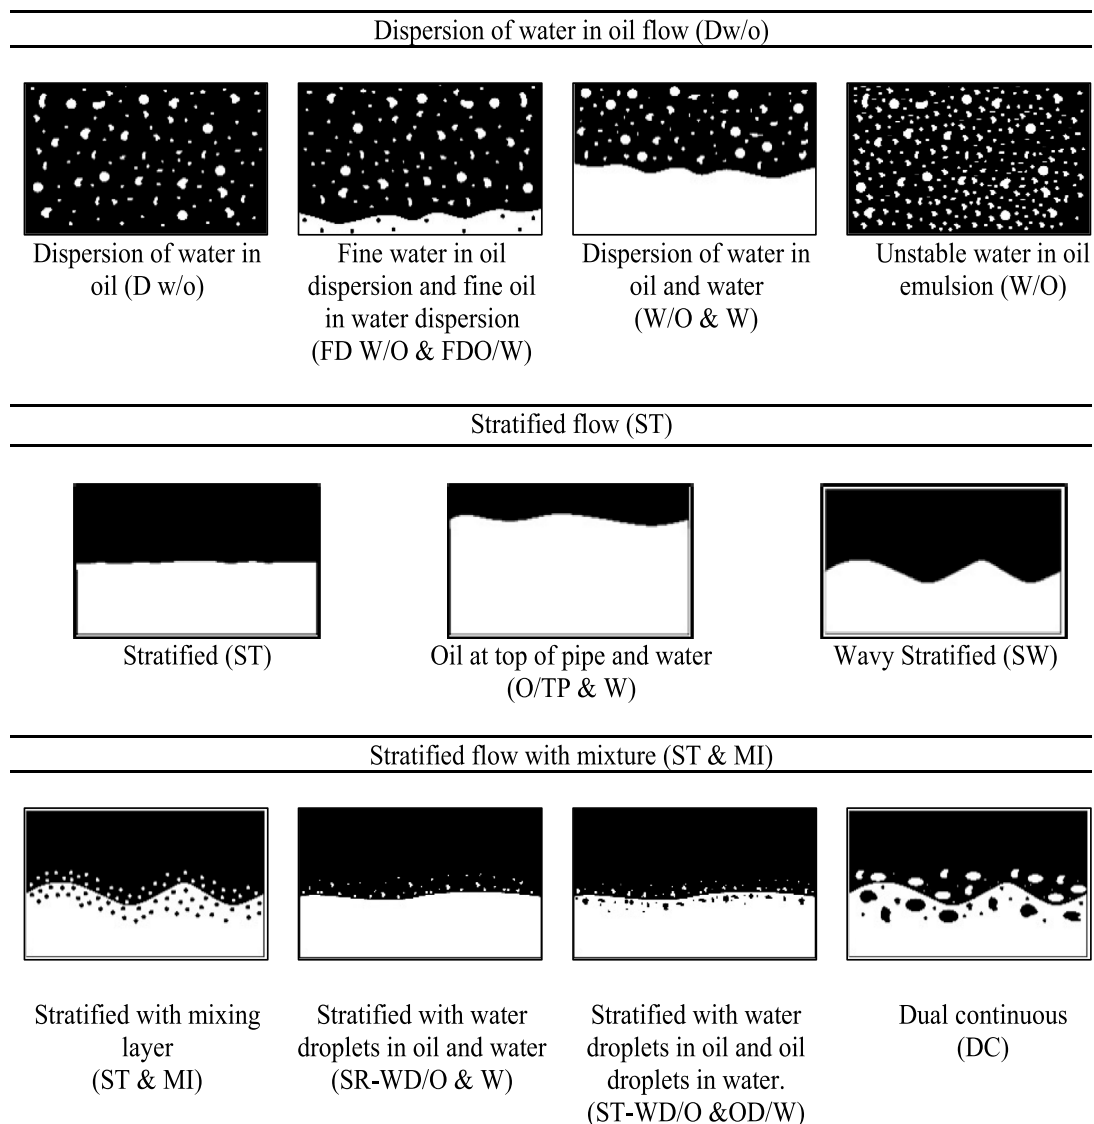 Dispersion of water in oil flow (Dw/o)
Dispersion of water in
oil (D w/o)
Fine water in oil
dispersion and fine oil
in water dispersion
(FD W/O & FDO/W)
Dispersion of water in
oil and water
(W/O & W)
Unstable water in oil
emulsion (W/O)
Stratified flow (ST)
Stratified (ST)
Oil at top of pipe and water
(O/TP & W)
Wavy Stratified (SW)
Stratified flow with mixture (ST & MI)
Stratified with mixing
layer
(ST & MI)
Stratified with water
droplets in oil and water
(SR-WD/O & W)
Stratified with water
droplets in oil and oil
droplets in water.
(ST-WD/O &OD/W)
Dual continuous
(DC)